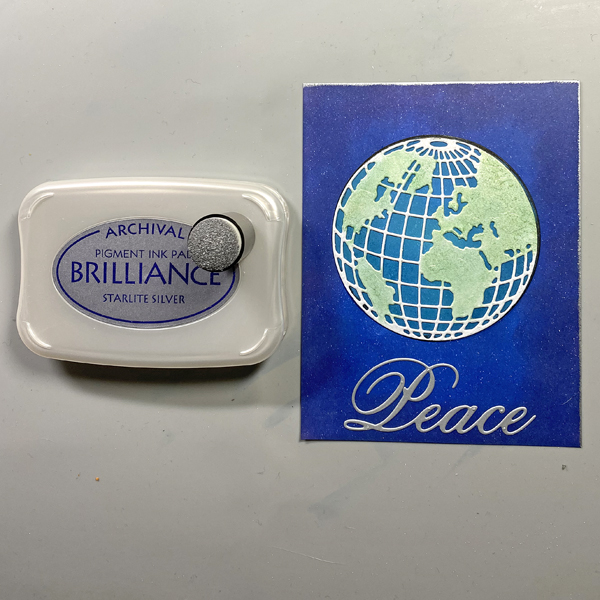 ARCHIVAL
PIGMENT INK PAD
BRILLIANCE
STARLITE SILVER
Peace